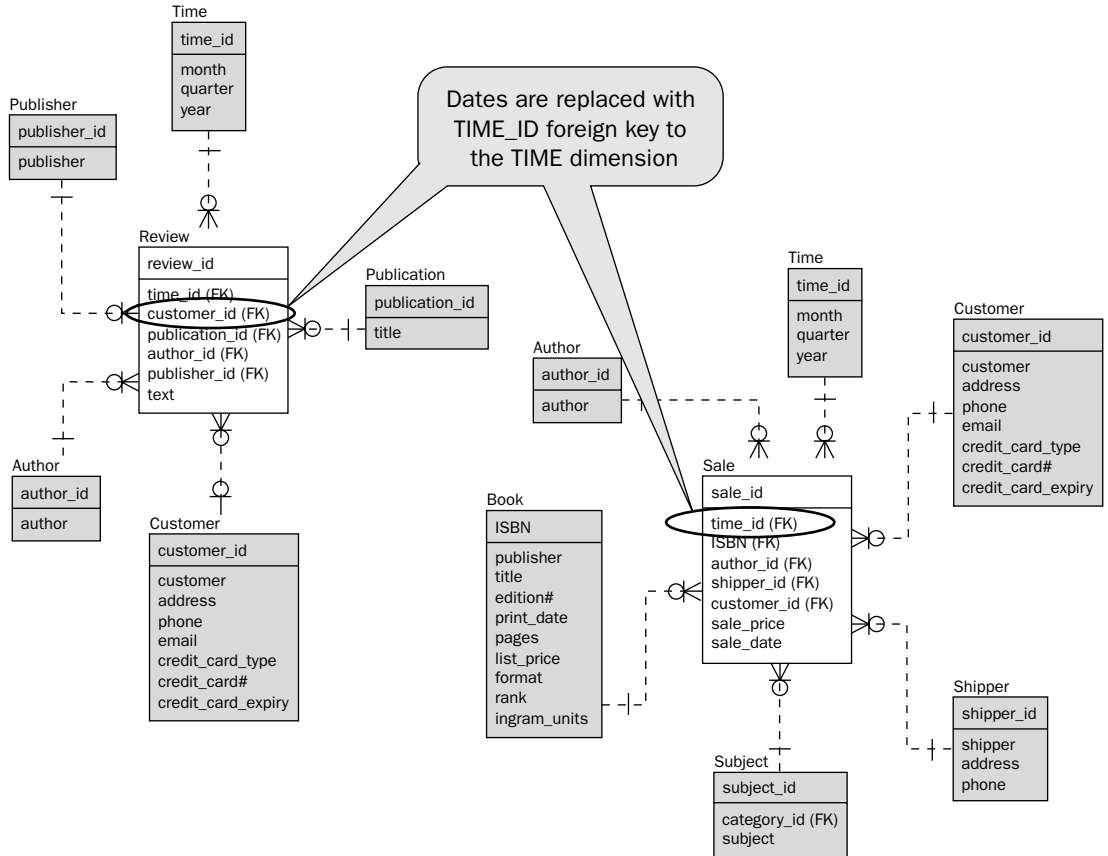 Time
time_id
month
quarter
year
Publisher
publisher_id
publisher
Dates are replaced with
TIME_ID foreign key to
the TIME dimension
Review
review_id
time_id (FK)
customer_id (FK)
publication_id (FK)
author_id (FK)
publisher_id (FK)
text
Publication
publication_id
title
Author
author_id
author
Customer
customer_id
customer
address
phone
email
credit_card_type
credit_card#
credit_card_expiry
Time
time_id
month
quarter
year
Author
author_id
author
Customer
customer_id
customer
address
phone
email
credit_card_type
credit_card#
credit_card_expiry
Sale
sale_id
time_id (FK)
ISBN (FK)
author_id (FK)
shipper_id (FK)
customer_id (FK)
sale_price
sale_date
Book
ISBN
publisher
title
edition#
print_date
pages
list_price
format
rank
ingram_units
Shipper
shipper_id
shipper
address
phone
Subject
subject_id
category_id (FK)
subject